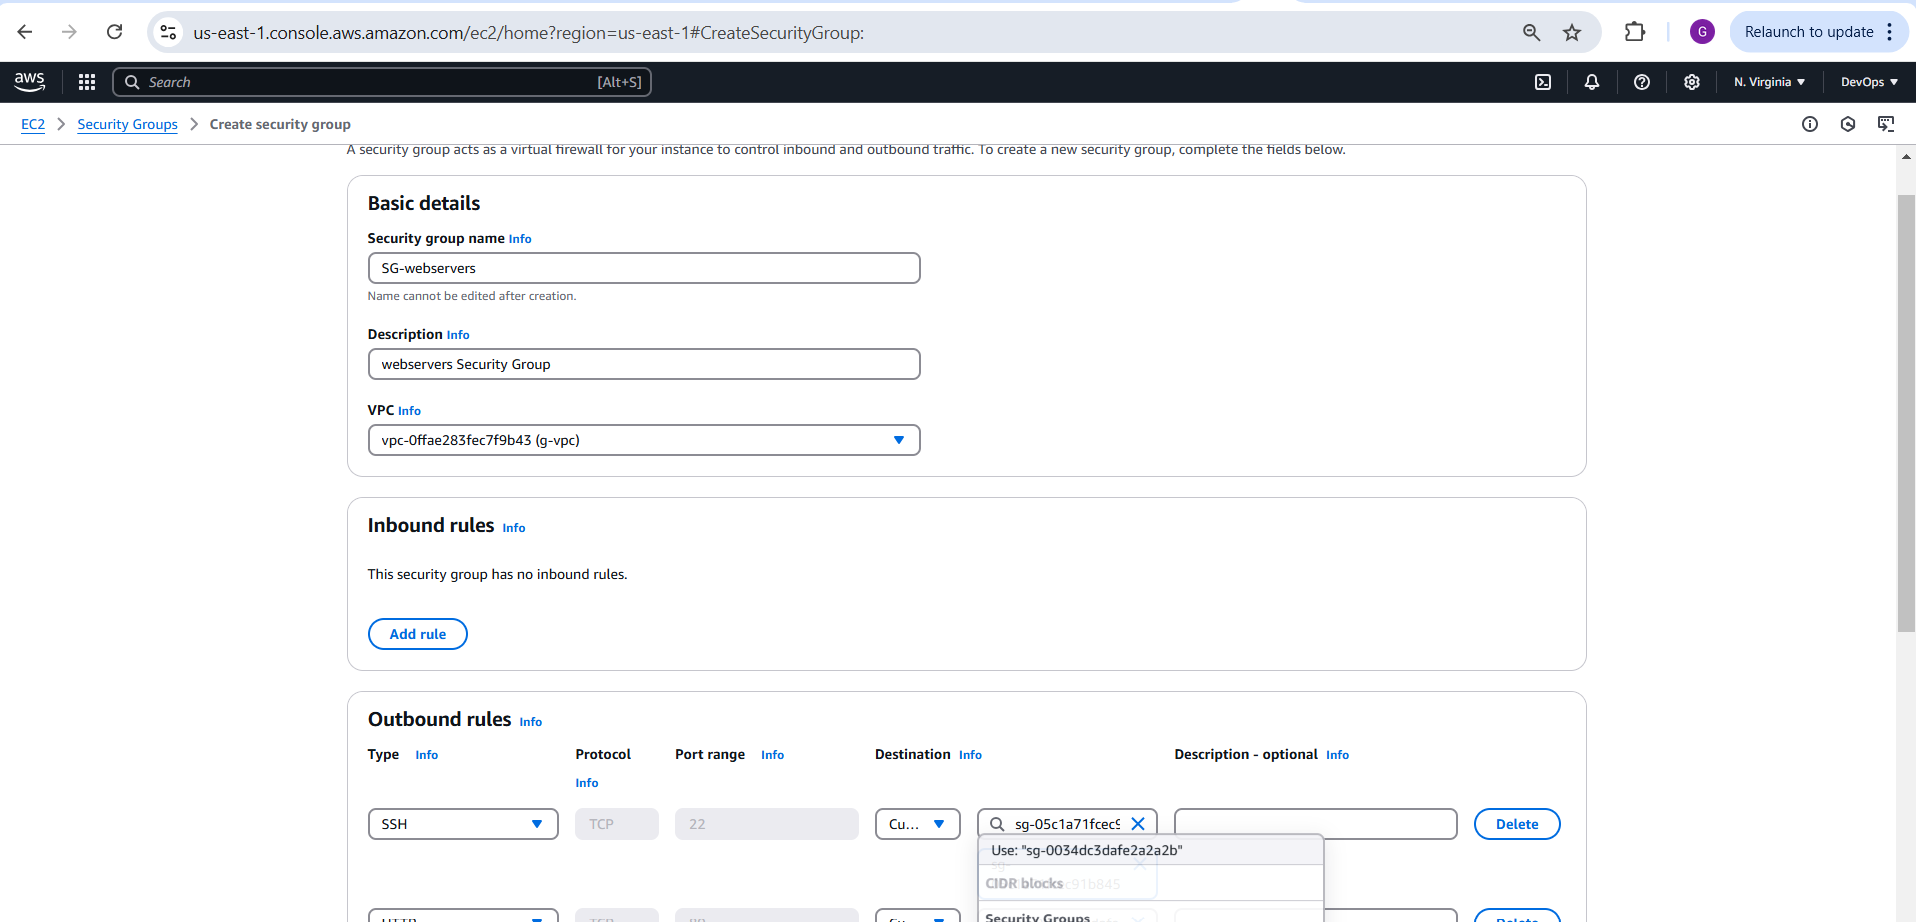 us-east-1.console.aws.amazon.com/ec2/home?region=us-east-1#CreateSecurityGroup:
G
Relaunch to update
aws
Search
[Alt+S]
N. Virginia
DevOps
EC2
Security Groups
Create security group
A security group acts as a virtual firewall for your instance to control inbound and outbound traffic. To create a new security group, complete the fields below.
Basic details
Security group name Info
SG-webservers
Name cannot be edited after creation.
Description Info
webservers Security Group
VPC Info
vpc-0ffae283fec7f9b43 (g-vpc)
Inbound rules Info
This security group has no inbound rules.
Add rule
Outbound rules Info
Type Info
Protocol
Info
Port range Info
Destination Info
Description - optional Info
SSH
TCP
22
Cu...
sg-05c1a71fcec9
Delete
Use: "sg-0034dc3dafe2a2a2b"
sg-
CIDR blocks
c91b845
HTTP
TCP
80
Security Groups
Delete